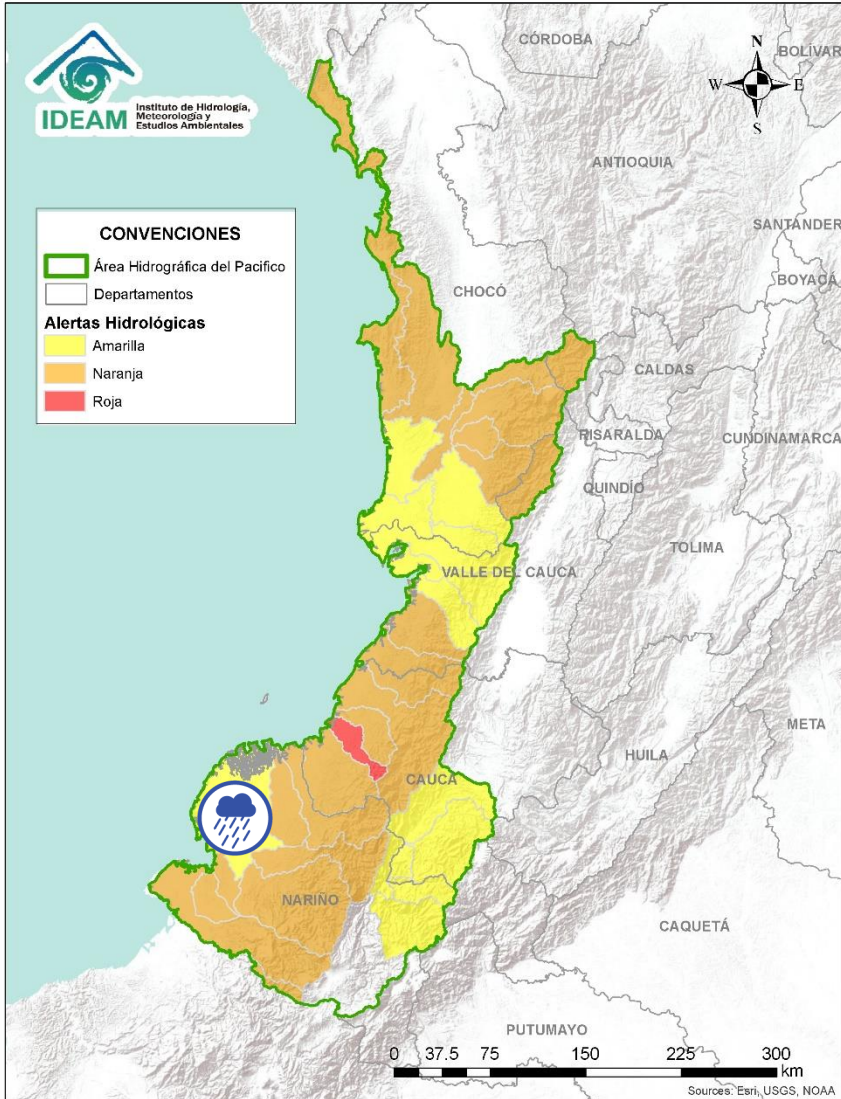 IDEAM
Instituto de Hidrología,
Meteorología y
Estudios Ambientales
CÓRDOBA
BOLÍVAR
N
W
E
S
ANTIOQUIA
SANTANDER
BOYACÁ
CONVENCIONES
Área Hidrográfica del Pacifico
Departamentos
Alertas Hidrológicas
Amarilla
Naranja
Roja
CHOCÓ
CALDAS
RISARALDA
CUNDINAMARCA
QUINDÍO
TOLIMA
VALLE DEL CAUCA
META
HUILA
CAUCA
NARIÑO
CAQUETÁ
PUTUMAYO
0 37.5 75 150 225 300
km
Sources: Esri, USGS, NOAA